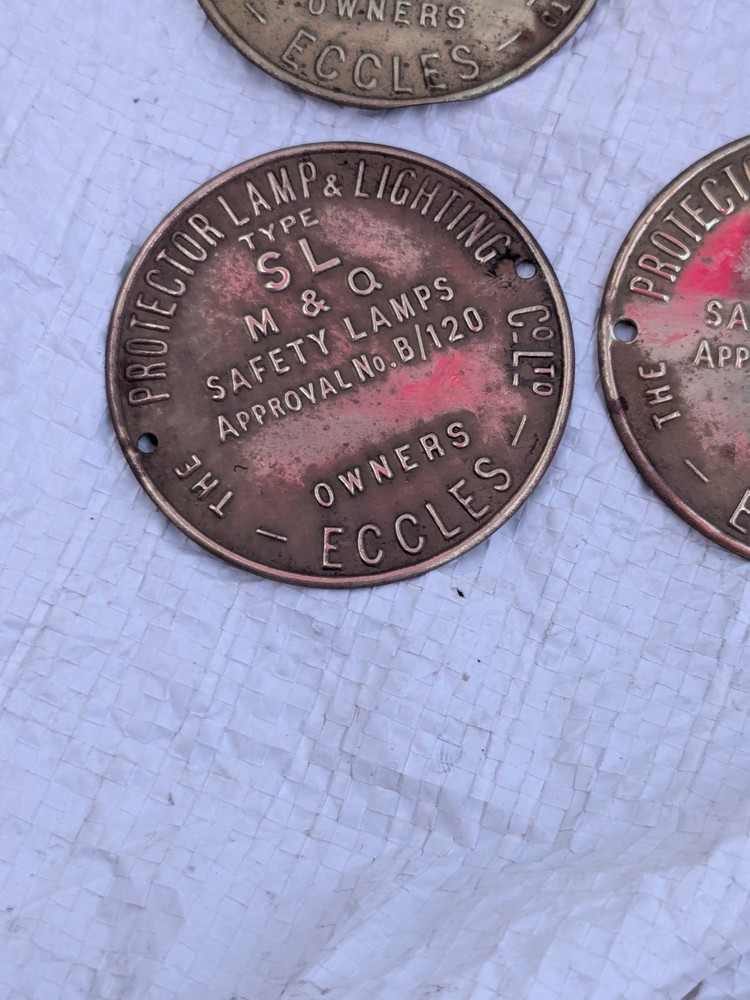 OWNERS
— ECCLES —
THE PROTECTOR LAMP & LIGHTING Cº LTD
TYPE
SL
M & Q
SAFETY LAMPS
APPROVAL No. B/120
OWNERS
— ECCLES —
THE PROTECTO
SA
APP
—